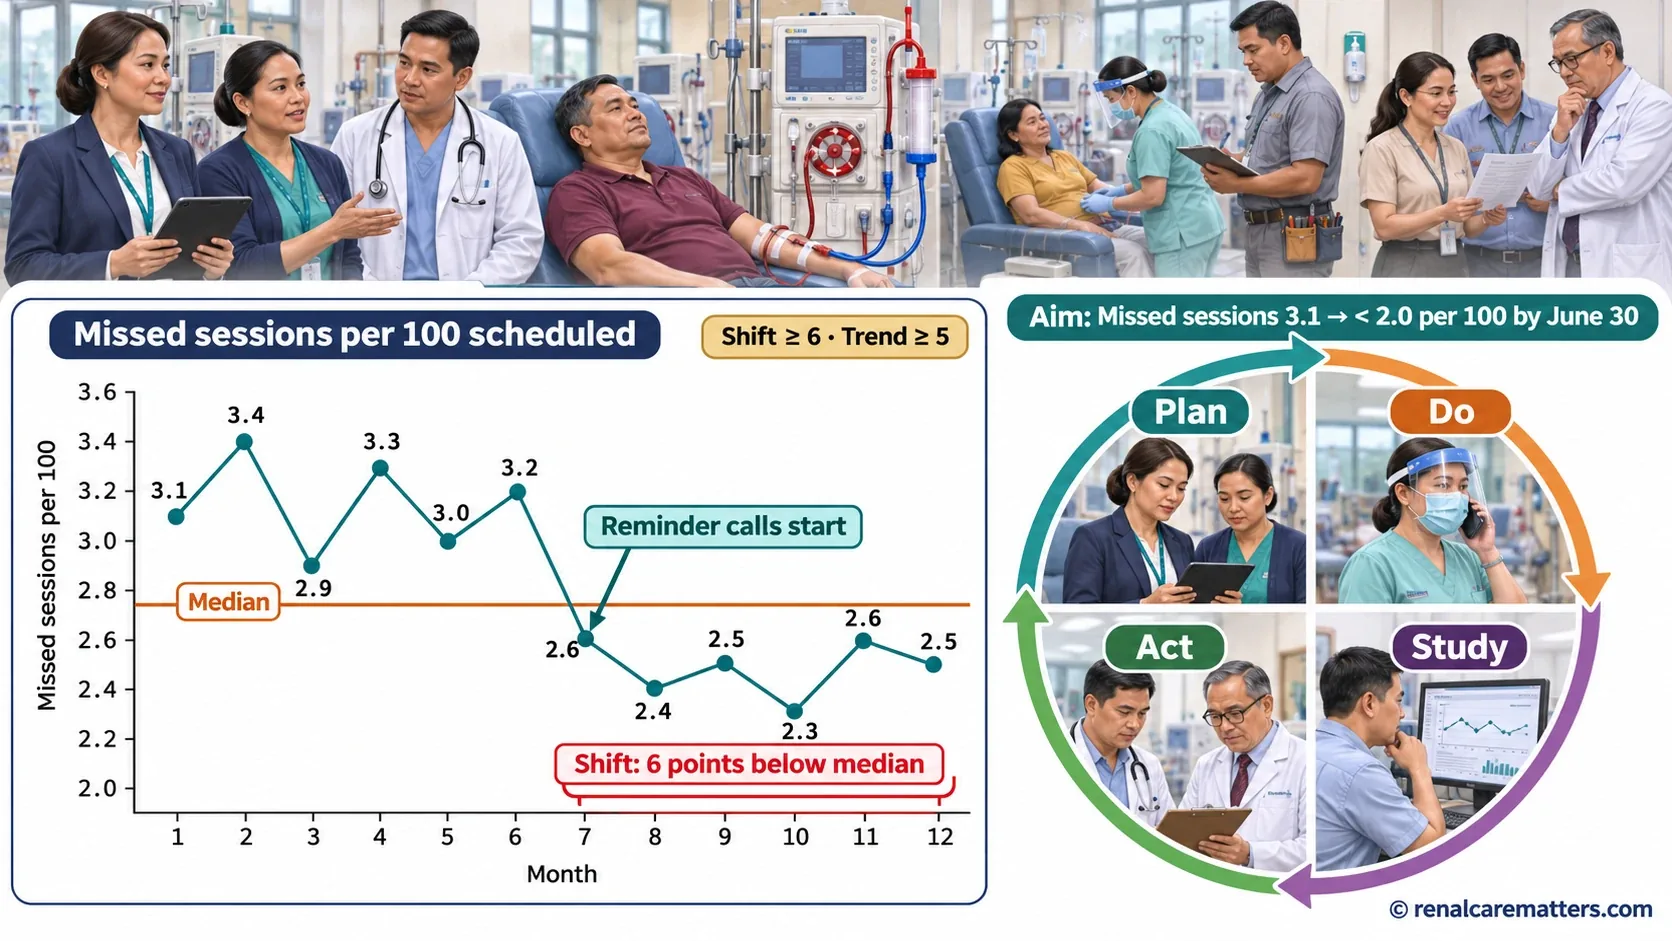 Missed sessions per 100 scheduled
Shift ≥ 6 · Trend ≥ 5
Missed sessions per 100
3.6
3.4
3.2
3.0
2.8
2.6
2.4
2.2
2.0
3.1
3.4
2.9
3.3
3.0
3.2
2.6
2.4
2.5
2.3
2.6
2.5
Reminder calls start
Median
Shift: 6 points below median
1 2 3 4 5 6 7 8 9 10 11 12
Month
Aim: Missed sessions 3.1 → < 2.0 per 100 by June 30
Plan
Do
Act
Study
© renalcarematters.com